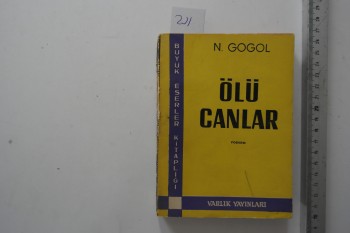 221
N. GOGOL
ÖLÜ
CANLAR
BÜYÜK ESERLER KİTAPLIĞI
VARLIK YAYINLARI